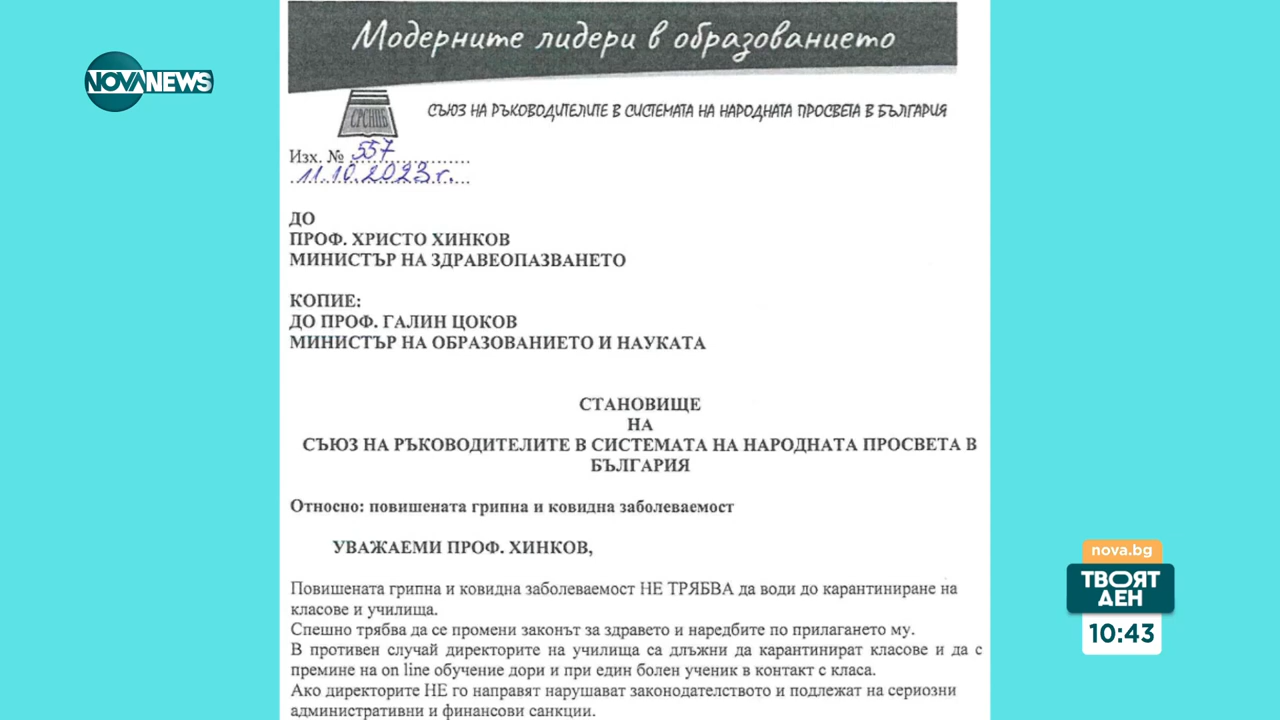 Модерните лидери в образованието
NOVA NEWS
СРСНПБ
СЪЮЗ НА РЪКОВОДИТЕЛИТЕ В СИСТЕМАТА НА НАРОДНАТА ПРОСВЕТА В БЪЛГАРИЯ
Изх. № 557
11.10.2023 г.
ДО
ПРОФ. ХРИСТО ХИНКОВ
МИНИСТЪР НА ЗДРАВЕОПАЗВАНЕТО
КОПИЕ:
ДО ПРОФ. ГАЛИН ЦОКОВ
МИНИСТЪР НА ОБРАЗОВАНИЕТО И НАУКАТА
СТАНОВИЩЕ
НА
СЪЮЗ НА РЪКОВОДИТЕЛИТЕ В СИСТЕМАТА НА НАРОДНАТА ПРОСВЕТА В
БЪЛГАРИЯ
Относно: повишената грипна и ковидна заболеваемост
УВАЖАЕМИ ПРОФ. ХИНКОВ,
Повишената грипна и ковидна заболеваемост НЕ ТРЯБВА да води до карантиниране на
класове и училища.
Спешно трябва да се промени законът за здравето и наредбите по прилагането му.
В противен случай директорите на училища са длъжни да карантинират класове и да с
премине на on line обучение дори и при един болен ученик в контакт с класа.
Ако директорите НЕ го направят нарушават законодателството и подлежат на сериозни
административни и финансови санкции.
nova.bg
ТВОЯТ
ДЕН
10:43